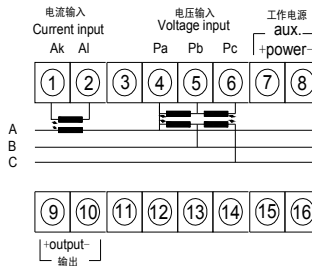 电流输入 电压输入 工作电源
Current input Voltage input aux.
Ak Al Pa Pb Pc +power-
1 2 3 4 5 6 7 8
A
B
C
9 10 11 12 13 14 15 16
+output-
输出